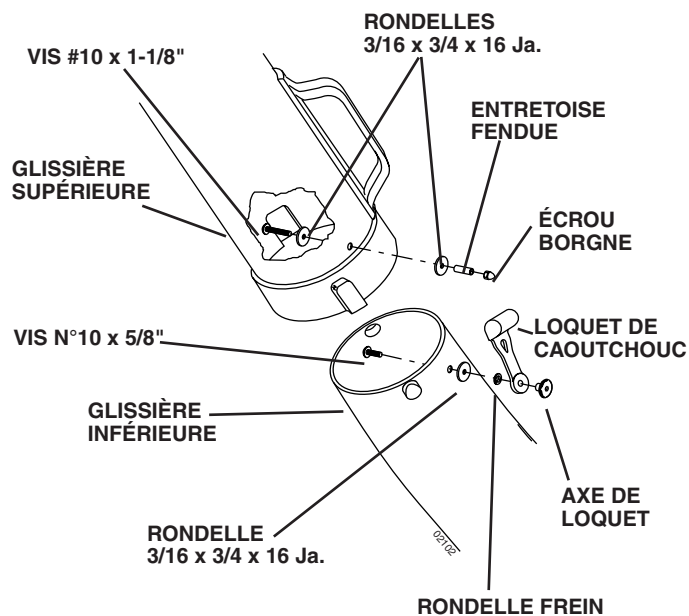 RONDELLES
3/16 x 3/4 x 16 Ja.
VIS #10 x 1-1/8"
ENTRETOISE
FENDUE
GLISSIÈRE
SUPÉRIEURE
ÉCROU
BORGNE
VIS N°10 x 5/8"
LOQUET DE
CAOUTCHOUC
GLISSIÈRE
INFÉRIEURE
AXE DE
LOQUET
RONDELLE
3/16 x 3/4 x 16 Ja.
02102
RONDELLE FREIN